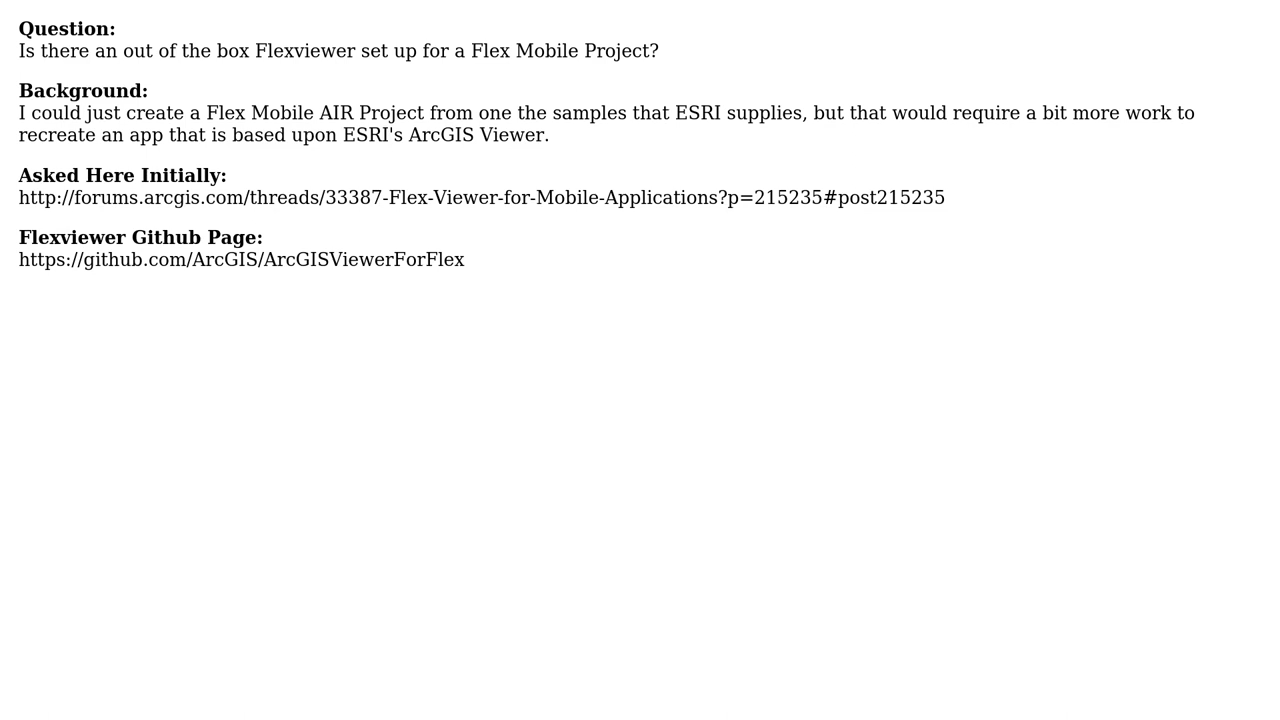 Question:
Is there an out of the box Flexviewer set up for a Flex Mobile Project?
Background:
I could just create a Flex Mobile AIR Project from one the samples that ESRI supplies, but that would require a bit more work to
recreate an app that is based upon ESRI's ArcGIS Viewer.
Asked Here Initially:
http://forums.arcgis.com/threads/33387-Flex-Viewer-for-Mobile-Applications?p=215235#post215235
Flexviewer Github Page:
https://github.com/ArcGIS/ArcGISViewerForFlex